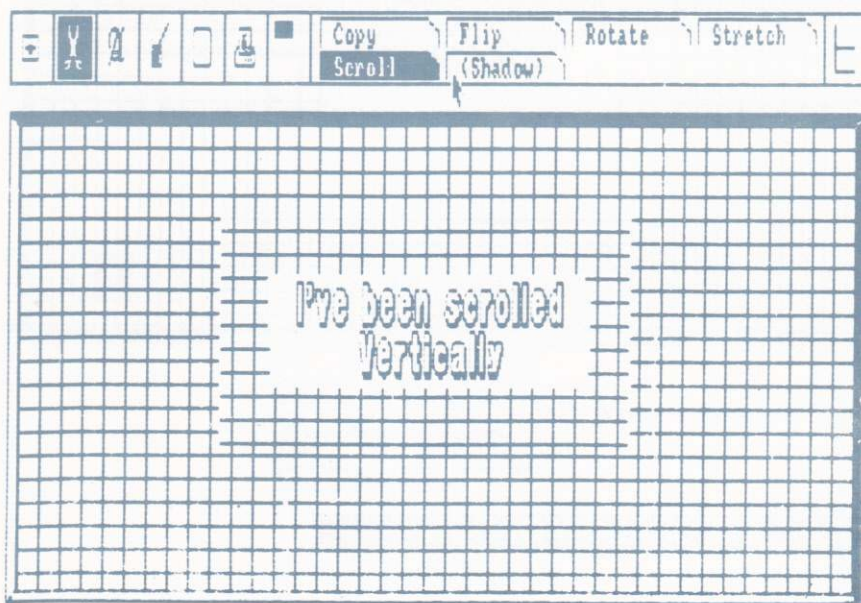 Copy Flip Rotate Stretch
Scroll (Shadow)
I've been scrolled
Vertically